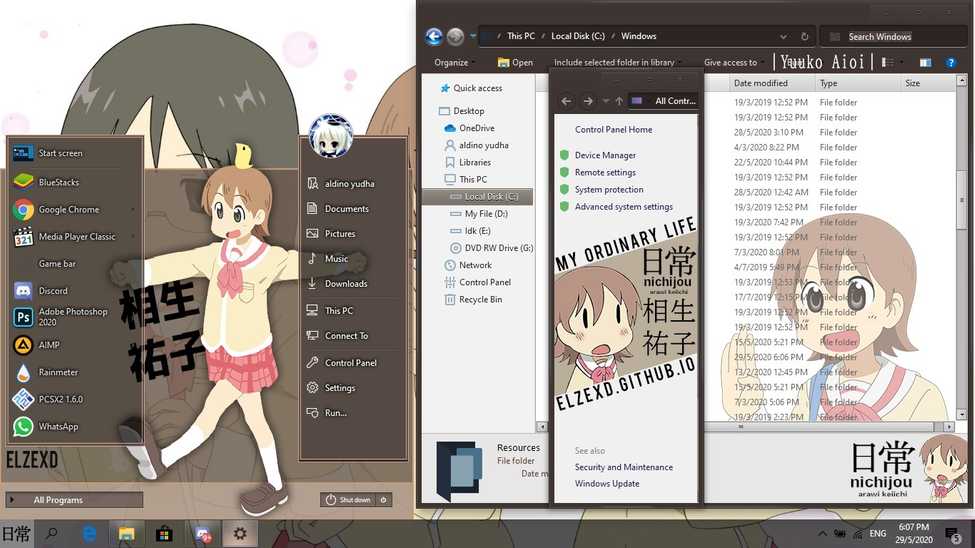 Start screen
BlueStacks
Google Chrome
Media Player Classic
Game bar
Discord
Adobe Photoshop
2020
AIMP
Rainmeter
PCSX2 1.6.0
WhatsApp
ELZEXD
All Programs
相生
祐子
aldino yudha
Documents
Pictures
Music
Downloads
This PC
Connect To
Control Panel
Settings
Run...
Shut down
This PC / Local Disk (C:) / Windows
Search Windows
Organize
Open
Include selected folder in library
Give access to
|Yuuko Aioi|
Quick access
Desktop
OneDrive
aldino yudha
Libraries
This PC
Local Disk (C:)
My File (D:)
Idk (E:)
DVD RW Drive (G:)
Network
Control Panel
Recycle Bin
All Contr...
Control Panel Home
Device Manager
Remote settings
System protection
Advanced system settings
MY ORDINARY LIFE
日常
nichijou
arawi keiichi
相生
祐子
ELZEXD.GITHUB.IO
See also
Security and Maintenance
Windows Update
Date modified Type Size
19/3/2019 12:52 PM File folder
19/3/2019 12:52 PM File folder
28/5/2020 3:10 PM File folder
4/3/2019 8:22 PM File folder
22/5/2020 10:44 PM File folder
19/3/2019 12:52 PM File folder
28/5/2020 12:42 AM File folder
19/3/2019 12:52 PM File folder
19/3/2020 7:42 PM File folder
19/3/2019 12:52 PM File folder
7/3/2020 8:01 PM File folder
4/7/2019 5:49 PM File folder
19/3/2019 12:53 PM File folder
17/7/2019 12:15 PM File folder
19/3/2019 12:52 PM File folder
19/3/2019 12:52 PM File folder
15/5/2020 5:21 PM File folder
29/5/2020 6:06 PM File folder
13/2/2020 12:45 PM File folder
15/5/2020 5:21 PM File folder
7/3/2020 5:06 PM File folder
19/3/2019 2:23 PM File folder
Resources
File folder
Date m
日常
nichijou
arawi keiichi
日常
ENG
6:07 PM
29/5/2020